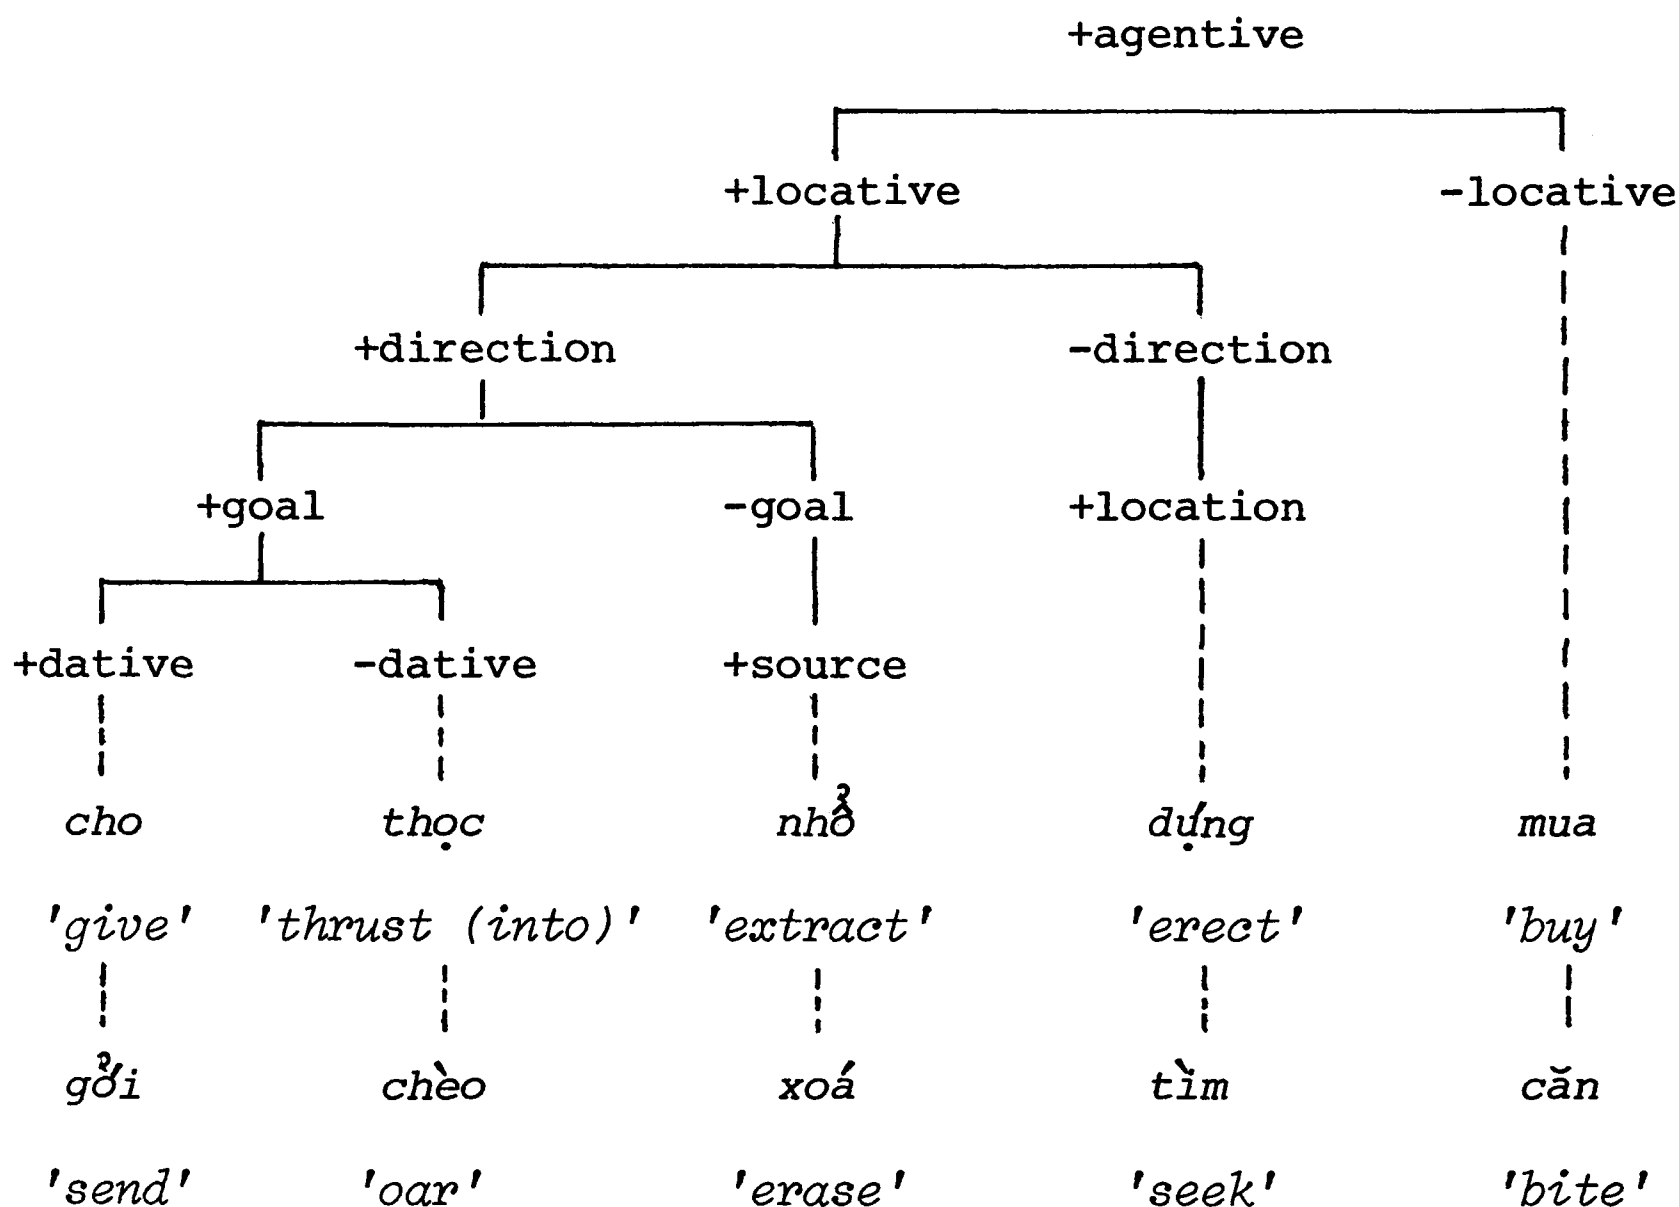 +agentive
+locative -locative
+direction -direction
+goal -goal +location
+dative -dative +source
cho thọc nhổ dựng mua
'give' 'thrust (into)' 'extract' 'erect' 'buy'
gởi chèo xoá tìm căn
'send' 'oar' 'erase' 'seek' 'bite'